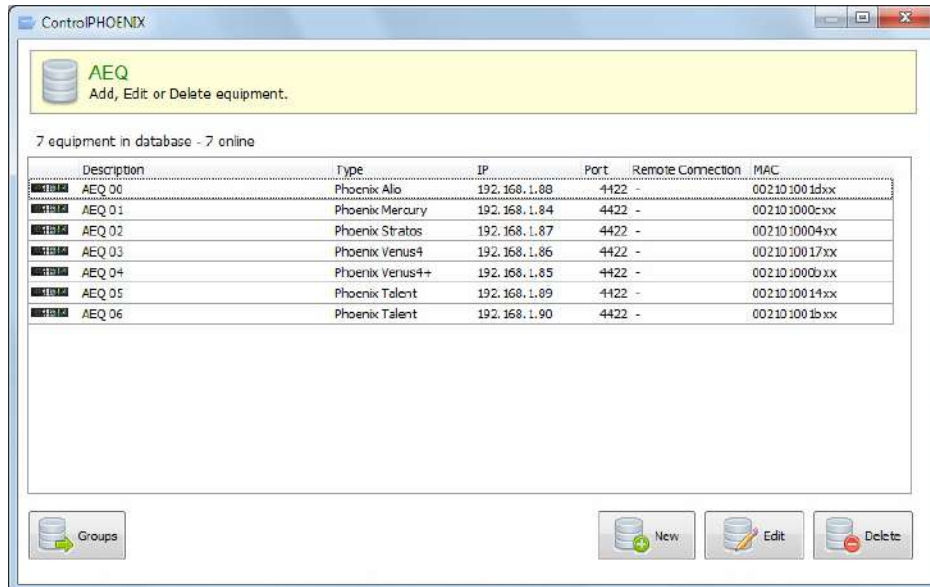 ControlPHOENIX
AEQ
Add, Edit or Delete equipment.
7 equipment in database - 7 online
Description Type IP Port Remote Connection MAC
AEQ 00 Phoenix Alio 192.168.1.88 4422 - 002101001dxx
AEQ 01 Phoenix Mercury 192.168.1.84 4422 - 002101000cxx
AEQ 02 Phoenix Stratos 192.168.1.87 4422 - 002101004xx
AEQ 03 Phoenix Venus4 192.168.1.86 4422 - 0021010017xx
AEQ 04 Phoenix Venus4+ 192.168.1.85 4422 - 002101000bxx
AEQ 05 Phoenix Talent 192.168.1.89 4422 - 0021010014xx
AEQ 06 Phoenix Talent 192.168.1.90 4422 - 002101001bxx
Groups New Edit Delete